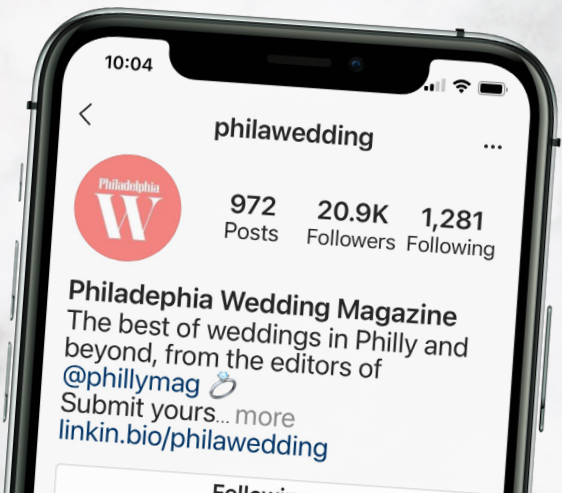 10:04
philawedding
...
Philadelphia
W
972 20.9K 1,281
Posts Followers Following
Philadephia Wedding Magazine
The best of weddings in Philly and
beyond, from the editors of
@phillymag 💍
Submit yours... more
linkin.bio/philawedding